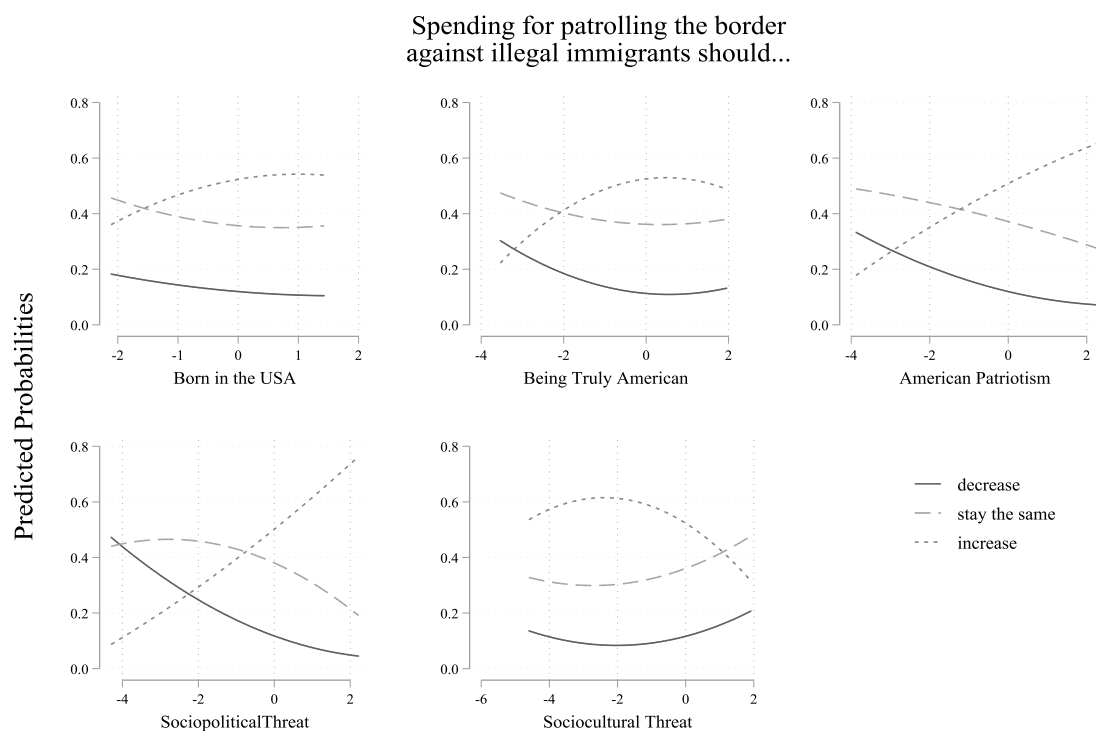 Spending for patrolling the border
against illegal immigrants should...
Predicted Probabilities
0.8
0.6
0.4
0.2
0.0
-2 -1 0 1 2
Born in the USA
0.8
0.6
0.4
0.2
0.0
-4 -2 0 2
Being Truly American
0.8
0.6
0.4
0.2
0.0
-4 -2 0 2
American Patriotism
0.8
0.6
0.4
0.2
0.0
-4 -2 0 2
SociopoliticalThreat
0.8
0.6
0.4
0.2
0.0
-6 -4 -2 0 2
Sociocultural Threat
decrease
stay the same
increase